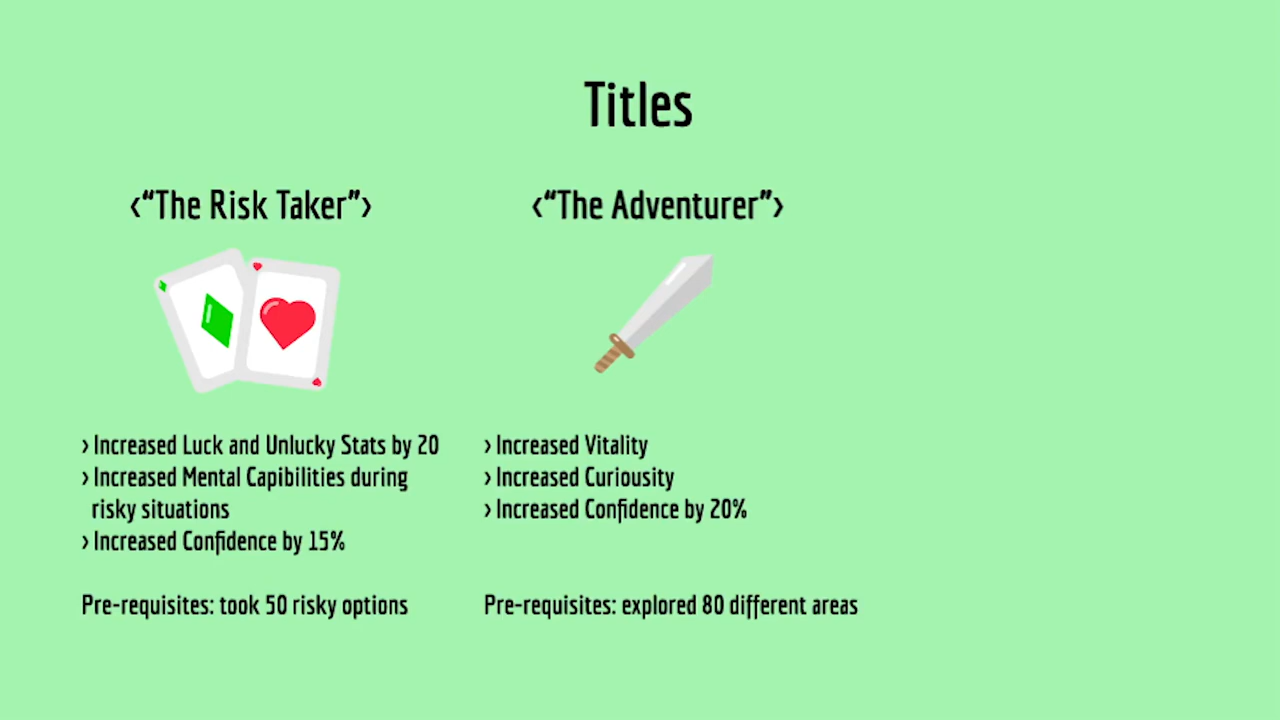 Titles
‹“The Risk Taker”›
‹“The Adventurer”›
› Increased Luck and Unlucky Stats by 20
› Increased Mental Capibilities during
risky situations
› Increased Confidence by 15%
Pre-requisites: took 50 risky options
› Increased Vitality
› Increased Curiousity
› Increased Confidence by 20%
Pre-requisites: explored 80 different areas